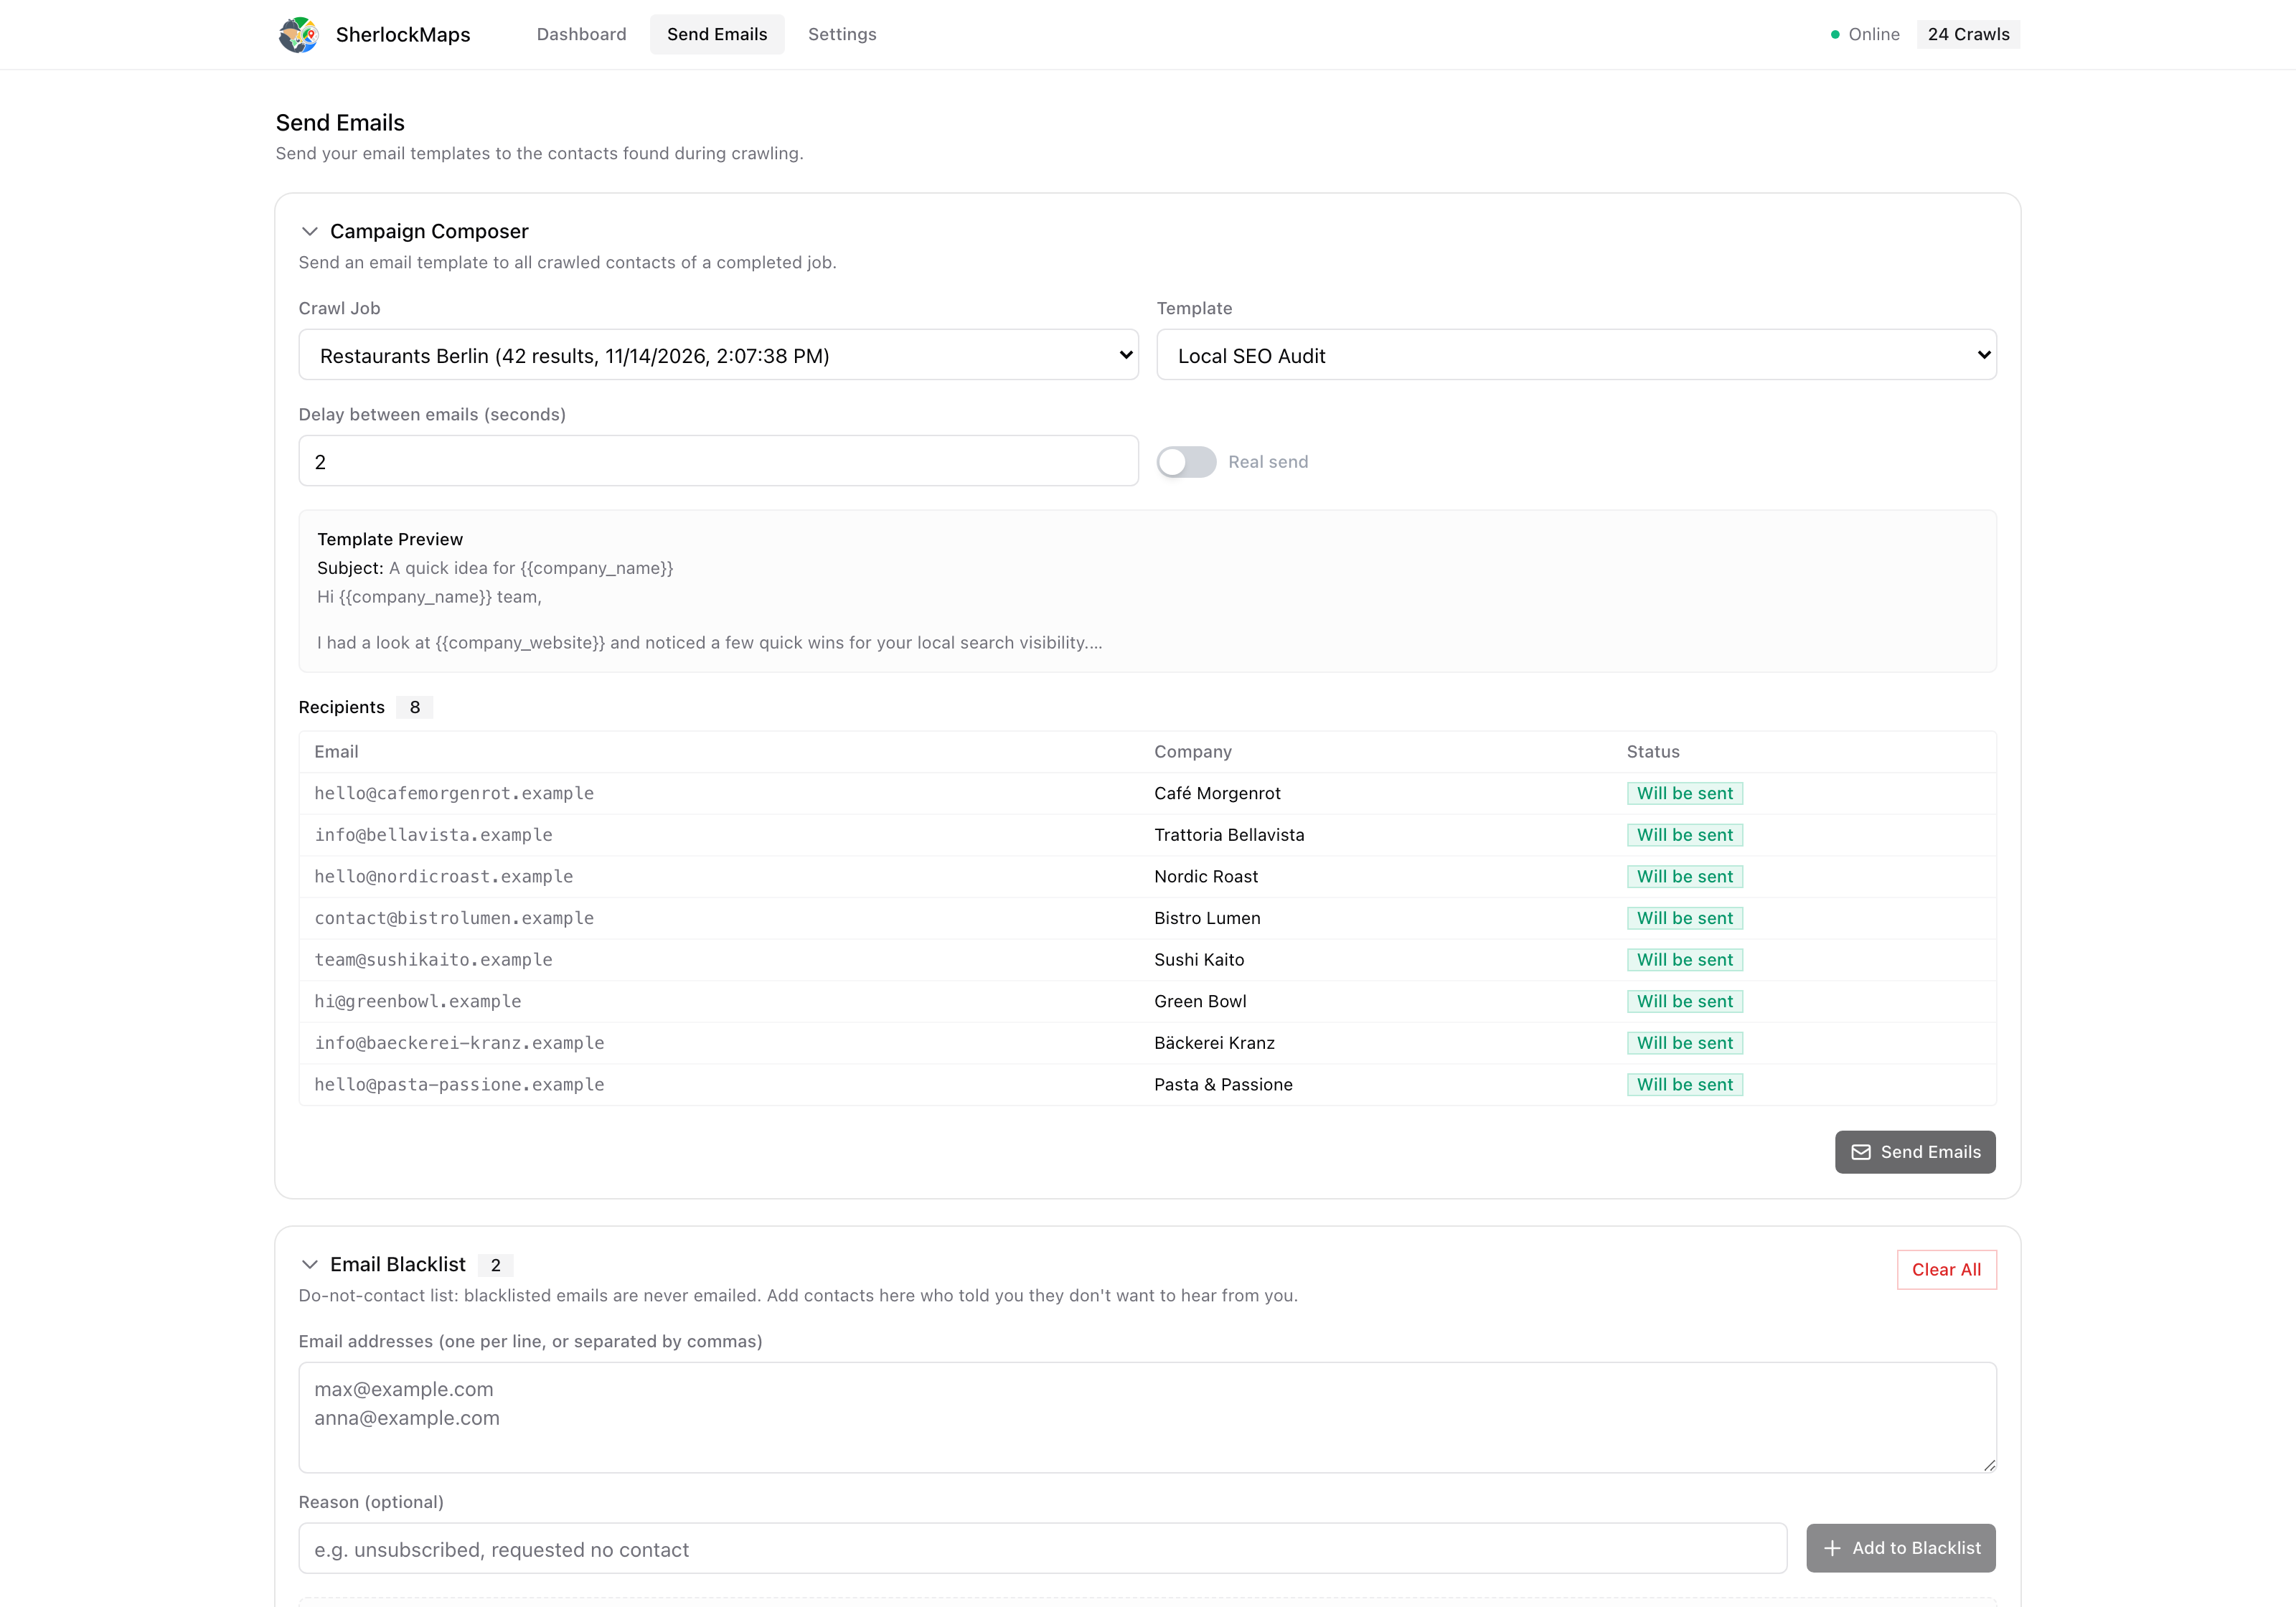 SherlockMaps
Dashboard
Send Emails
Settings
Online
24 Crawls
Send Emails
Send your email templates to the contacts found during crawling.
Campaign Composer
Send an email template to all crawled contacts of a completed job.
Crawl Job
Template
Restaurants Berlin (42 results, 11/14/2026, 2:07:38 PM)
Local SEO Audit
Delay between emails (seconds)
2
Real send
Template Preview
Subject: A quick idea for {{company_name}}
Hi {{company_name}} team,
I had a look at {{company_website}} and noticed a few quick wins for your local search visibility....
Recipients 8
Email Company Status
hello@cafemorgenrot.example Café Morgenrot Will be sent
info@bellavista.example Trattoria Bellavista Will be sent
hello@nordicroast.example Nordic Roast Will be sent
contact@bistrolumen.example Bistro Lumen Will be sent
team@sushikaito.example Sushi Kaito Will be sent
hi@greenbowl.example Green Bowl Will be sent
info@baeckerei-kranz.example Bäckerei Kranz Will be sent
hello@pasta-passione.example Pasta & Passione Will be sent
Send Emails
Email Blacklist 2
Clear All
Do-not-contact list: blacklisted emails are never emailed. Add contacts here who told you they don't want to hear from you.
Email addresses (one per line, or separated by commas)
max@example.com
anna@example.com
Reason (optional)
e.g. unsubscribed, requested no contact
Add to Blacklist